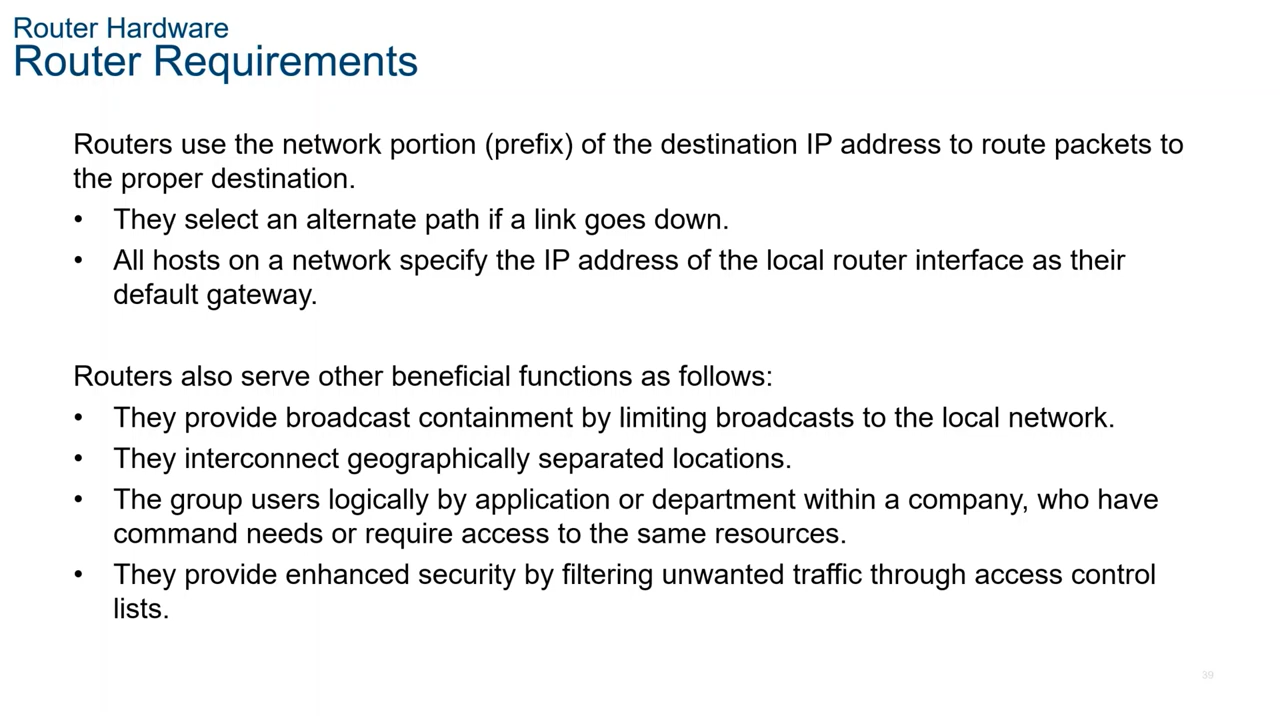 Router Hardware
Router Requirements
Routers use the network portion (prefix) of the destination IP address to route packets to
the proper destination.
• They select an alternate path if a link goes down.
• All hosts on a network specify the IP address of the local router interface as their
default gateway.
Routers also serve other beneficial functions as follows:
• They provide broadcast containment by limiting broadcasts to the local network.
• They interconnect geographically separated locations.
• The group users logically by application or department within a company, who have
command needs or require access to the same resources.
• They provide enhanced security by filtering unwanted traffic through access control
lists.
39